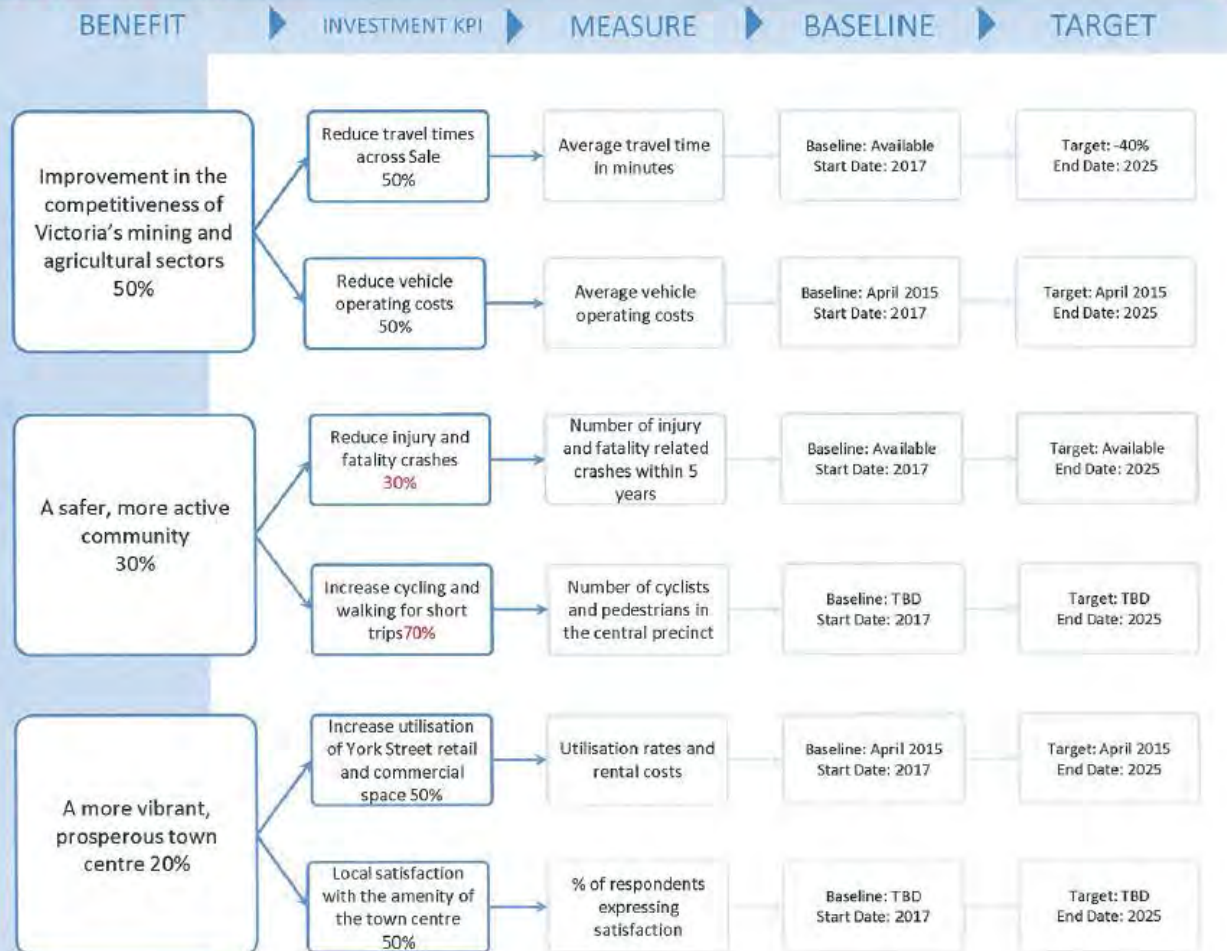 BENEFIT
INVESTMENT KPI
MEASURE
BASELINE
TARGET
Improvement in the
competitiveness of
Victoria's mining and
agricultural sectors
50%
Reduce travel times
across Sale
50%
Average travel time
in minutes
Baseline: Available
Start Date: 2017
Target: -40%
End Date: 2025
Reduce vehicle
operating costs
50%
Average vehicle
operating costs
Baseline: April 2015
Start Date: 2017
Target: April 2015
End Date: 2025
A safer, more active
community
30%
Reduce injury and
fatality crashes
30%
Number of injury
and fatality related
crashes within 5
years
Baseline: Available
Start Date: 2017
Target: Available
End Date: 2025
Increase cycling and
walking for short
trips70%
Number of cyclists
and pedestrians in
the central precinct
Baseline: TBD
Start Date: 2017
Target: TBD
End Date: 2025
A more vibrant,
prosperous town
centre 20%
Increase utilisation
of York Street retail
and commercial
space 50%
Utilisation rates and
rental costs
Baseline: April 2015
Start Date: 2017
Target: April 2015
End Date: 2025
Local satisfaction
with the amenity of
the town centre
50%
% of respondents
expressing
satisfaction
Baseline: TBD
Start Date: 2017
Target: TBD
End Date: 2025